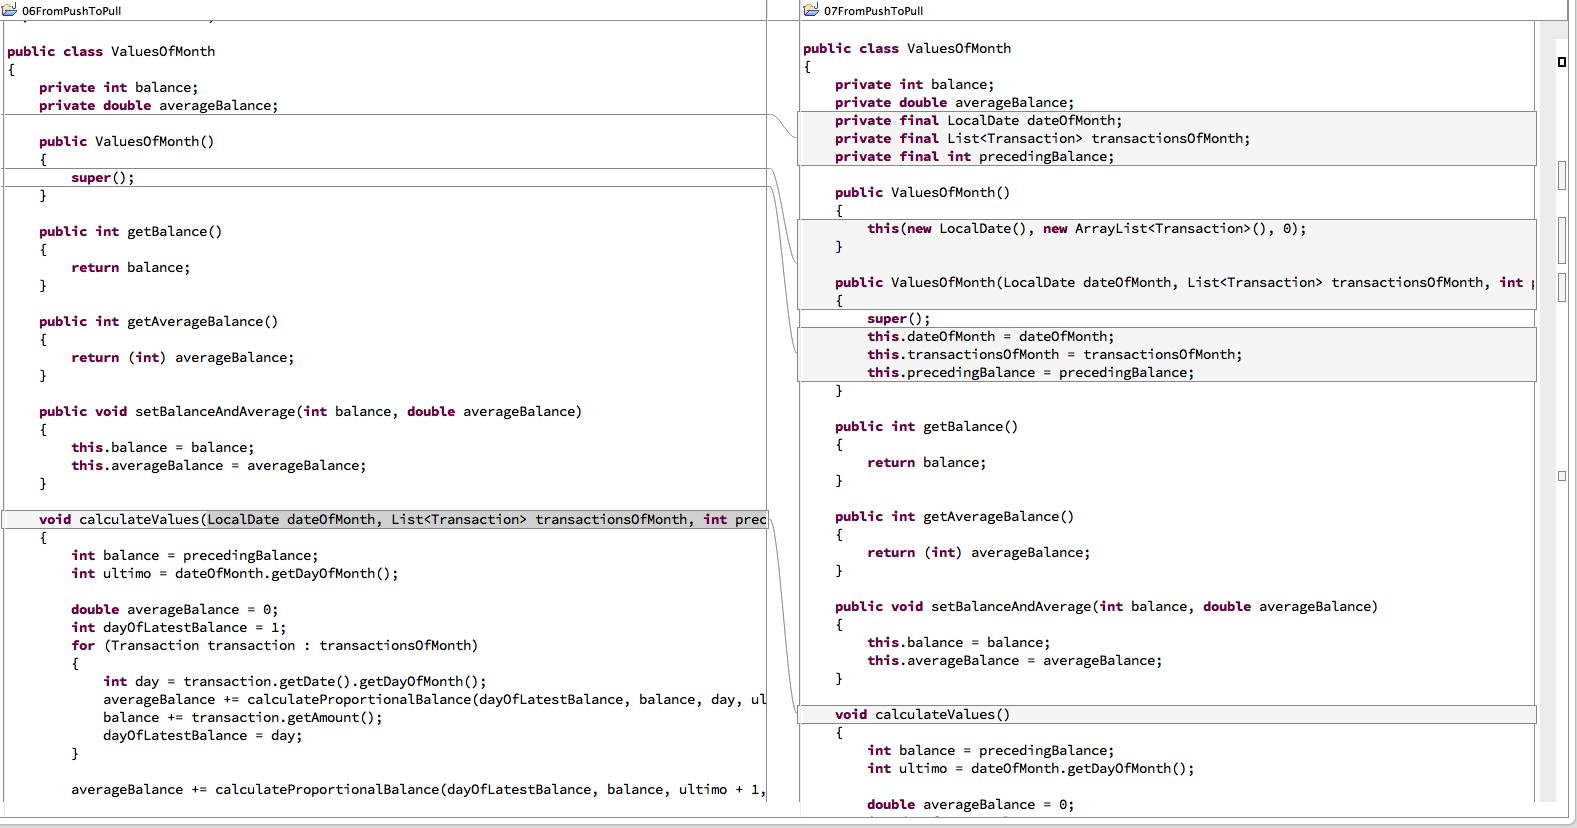 06FromPushToPull
public class ValuesOfMonth
{
private int balance;
private double averageBalance;
public ValuesOfMonth()
{
super();
}
public int getBalance()
{
return balance;
}
public int getAverageBalance()
{
return (int) averageBalance;
}
public void setBalanceAndAverage(int balance, double averageBalance)
{
this.balance = balance;
this.averageBalance = averageBalance;
}
void calculateValues(LocalDate dateOfMonth, List<Transaction> transactionsOfMonth, int prec
{
int balance = precedingBalance;
int ultimo = dateOfMonth.getDayOfMonth();
double averageBalance = 0;
int dayOfLatestBalance = 1;
for (Transaction transaction : transactionsOfMonth)
{
int day = transaction.getDate().getDayOfMonth();
averageBalance += calculateProportionalBalance(dayOfLatestBalance, balance, day, ul
balance += transaction.getAmount();
dayOfLatestBalance = day;
}
averageBalance += calculateProportionalBalance(dayOfLatestBalance, balance, ultimo + 1,
07FromPushToPull
public class ValuesOfMonth
{
private int balance;
private double averageBalance;
private final LocalDate dateOfMonth;
private final List<Transaction> transactionsOfMonth;
private final int precedingBalance;
public ValuesOfMonth()
{
this(new LocalDate(), new ArrayList<Transaction>(), 0);
}
public ValuesOfMonth(LocalDate dateOfMonth, List<Transaction> transactionsOfMonth, int
{
super();
this.dateOfMonth = dateOfMonth;
this.transactionsOfMonth = transactionsOfMonth;
this.precedingBalance = precedingBalance;
}
public int getBalance()
{
return balance;
}
public int getAverageBalance()
{
return (int) averageBalance;
}
public void setBalanceAndAverage(int balance, double averageBalance)
{
this.balance = balance;
this.averageBalance = averageBalance;
}
void calculateValues()
{
int balance = precedingBalance;
int ultimo = dateOfMonth.getDayOfMonth();
double averageBalance = 0;